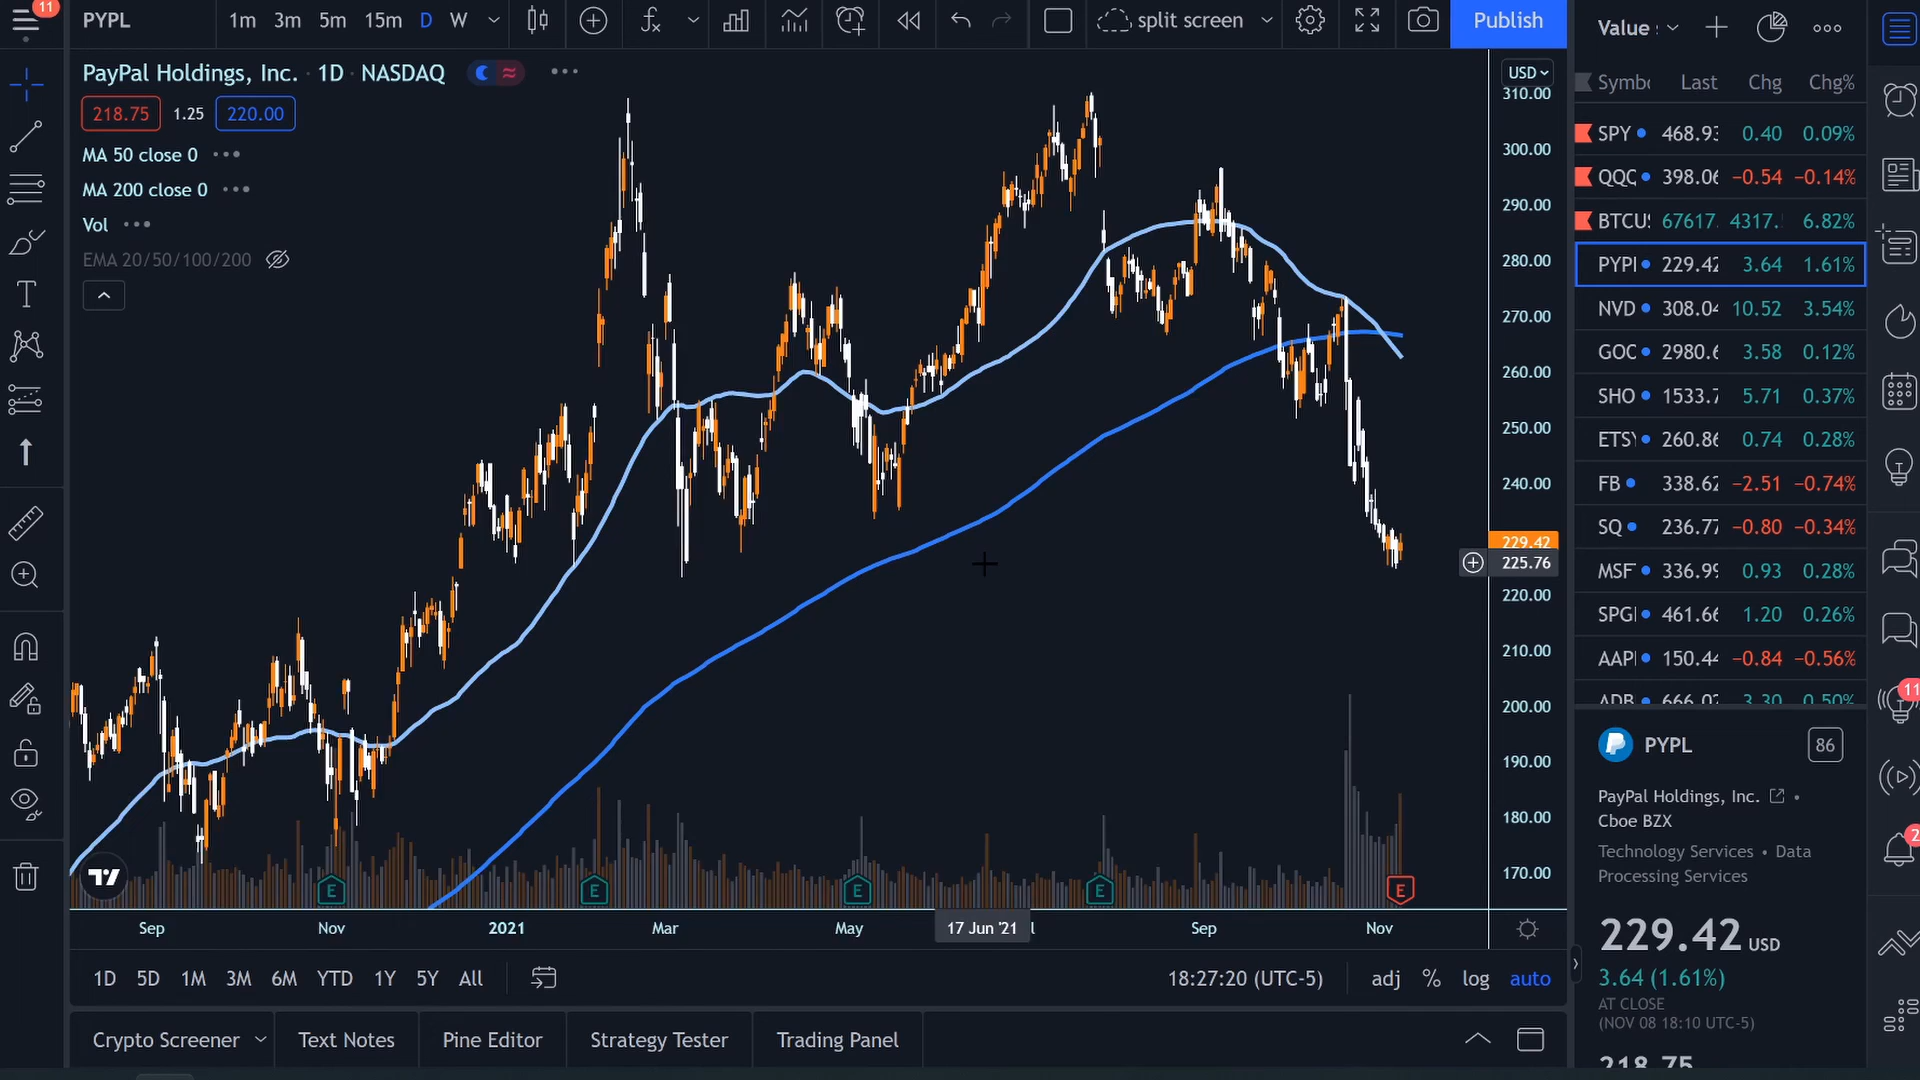 11
PYPL
1m 3m 5m 15m D W
split screen
Publish
Value
PayPal Holdings, Inc. · 1D · NASDAQ
USD
218.75 1.25 220.00
MA 50 close 0
MA 200 close 0
Vol
EMA 20/50/100/200
310.00
300.00
290.00
280.00
270.00
260.00
250.00
240.00
229.42
225.76
220.00
210.00
200.00
190.00
180.00
170.00
E E E E E
Sep Nov 2021 Mar May 17 Jun '21 Sep Nov
1D 5D 1M 3M 6M YTD 1Y 5Y All
18:27:20 (UTC-5) adj % log auto
Crypto Screener Text Notes Pine Editor Strategy Tester Trading Panel
Symb Last Chg Chg%
SPY 468.93 0.40 0.09%
QQQ 398.06 −0.54 −0.14%
BTCU 67617. 4317. 6.82%
PYPL 229.42 3.64 1.61%
NVD 308.04 10.52 3.54%
GOO 2980.6 3.58 0.12%
SHO 1533.7 5.71 0.37%
ETSY 260.86 0.74 0.28%
FB 338.62 −2.51 −0.74%
SQ 236.77 −0.80 −0.34%
MSF 336.99 0.93 0.28%
SPGI 461.66 1.20 0.26%
AAPL 150.44 −0.84 −0.56%
ADB 666.07 3.30 0.50%
PYPL 86
PayPal Holdings, Inc.
Cboe BZX
Technology Services • Data
Processing Services
229.42 USD
3.64 (1.61%)
AT CLOSE
(NOV 08 18:10 UTC-5)
218.75
11
2